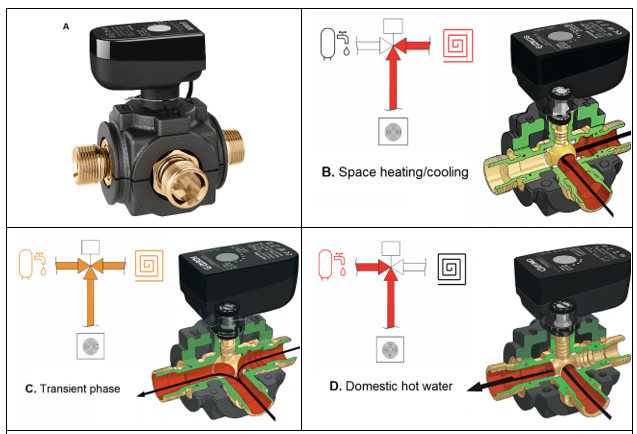 A
B. Space heating/cooling
C. Transient phase
D. Domestic hot water